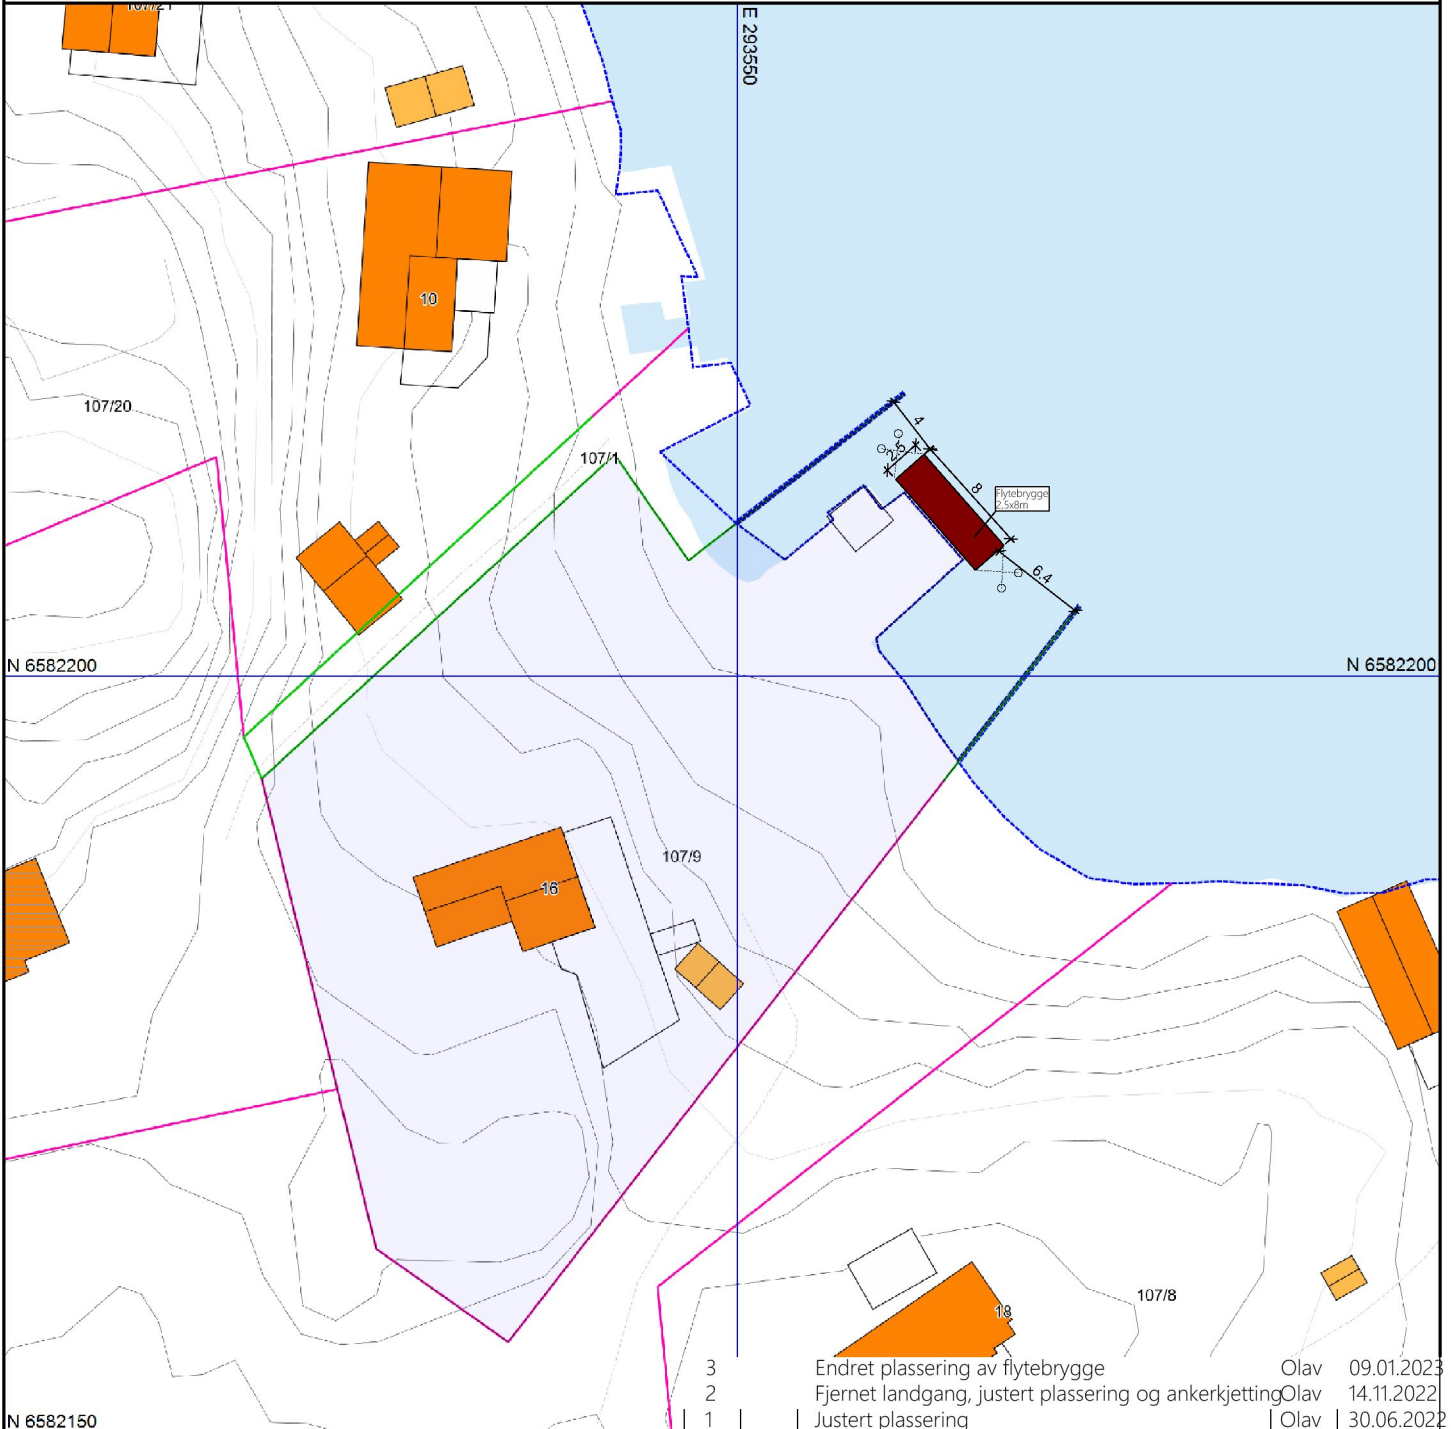 107/21
E 293550
10
107/20
107/1
4
2.5
8
Flytebrygge
2,5x8m
6.4
N 6582200
N 6582200
107/9
16
107/8
18
3 Endret plassering av flytebrygge Olav 09.01.2023
2 Fjernet landgang, justert plassering og ankerkjetting Olav 14.11.2022
N 6582150
1 Justert plassering Olav 30.06.2022